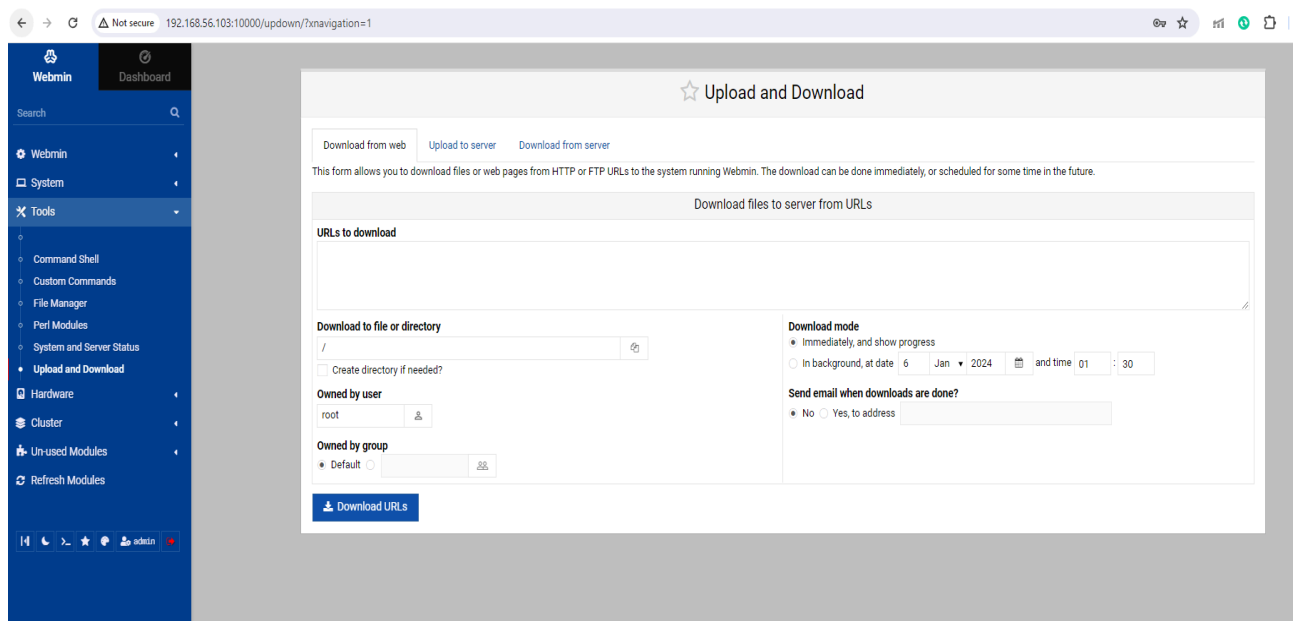 Not secure 192.168.56.103:10000/updown/?xnavigation=1
Webmin Dashboard
Search
Webmin
System
Tools
Command Shell
Custom Commands
File Manager
Perl Modules
System and Server Status
Upload and Download
Hardware
Cluster
Un-used Modules
Refresh Modules
admin
Upload and Download
Download from web Upload to server Download from server
This form allows you to download files or web pages from HTTP or FTP URLs to the system running Webmin. The download can be done immediately, or scheduled for some time in the future.
Download files to server from URLs
URLs to download
Download to file or directory
/
Create directory if needed?
Owned by user
root
Owned by group
Default
Download mode
Immediately, and show progress
In background, at date 6 Jan 2024 and time 01 : 30
Send email when downloads are done?
No Yes, to address
Download URLs